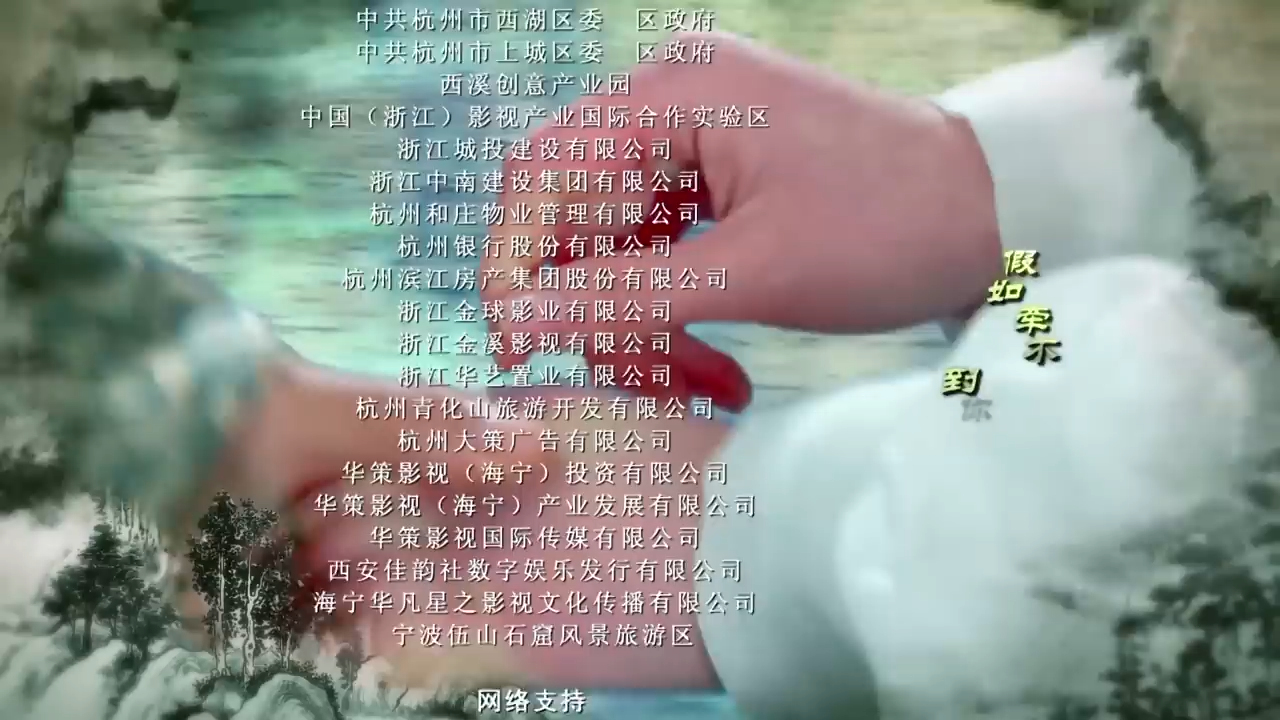 中共杭州市西湖区委　区政府
中共杭州市上城区委　区政府
西溪创意产业园
中国（浙江）影视产业国际合作实验区
浙江城投建设有限公司
浙江中南建设集团有限公司
杭州和庄物业管理有限公司
杭州银行股份有限公司
杭州滨江房产集团股份有限公司
浙江金球影业有限公司
浙江金溪影视有限公司
浙江华艺置业有限公司
杭州青化山旅游开发有限公司
杭州大策广告有限公司
华策影视（海宁）投资有限公司
华策影视（海宁）产业发展有限公司
华策影视国际传媒有限公司
西安佳韵社数字娱乐发行有限公司
海宁华凡星之影视文化传播有限公司
宁波伍山石窟风景旅游区
网络支持
假如牵不到你